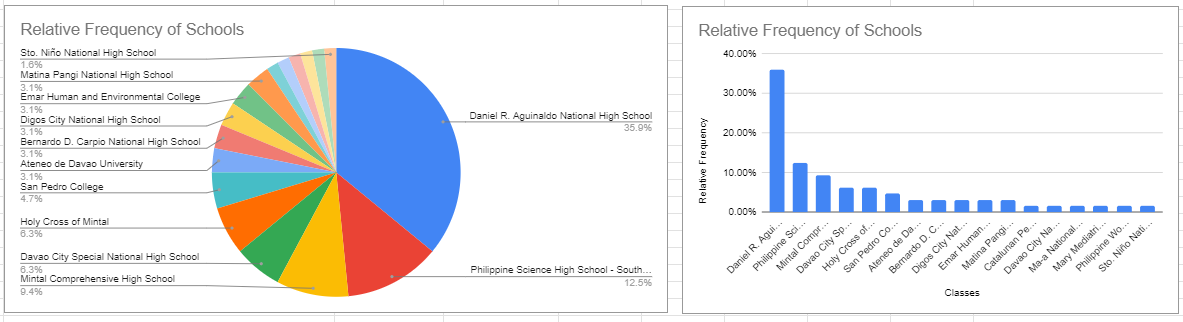 Relative Frequency of Schools
Sto. Niño National High School
1.6%
Matina Pangi National High School
3.1%
Emar Human and Environmental College
3.1%
Digos City National High School
3.1%
Bernardo D. Carpio National High School
3.1%
Ateneo de Davao University
3.1%
San Pedro College
4.7%
Holy Cross of Mintal
6.3%
Davao City Special National High School
6.3%
Mintal Comprehensive High School
9.4%
Daniel R. Aguinaldo National High School
35.9%
Philippine Science High School - South...
12.5%
Relative Frequency of Schools
Relative Frequency
40.00%
30.00%
20.00%
10.00%
0.00%
Daniel R. Agui...
Philippine Sci...
Mintal Compr...
Davao City Sp...
Holy Cross of...
San Pedro Co...
Ateneo de Da...
Bernardo D. C...
Digos City Nat...
Emar Human...
Matina Pangi...
Catalunan Pe...
Davao City Na...
Ma-a National...
Mary Mediatri...
Philippine Wo...
Sto. Niño Nati...
Classes